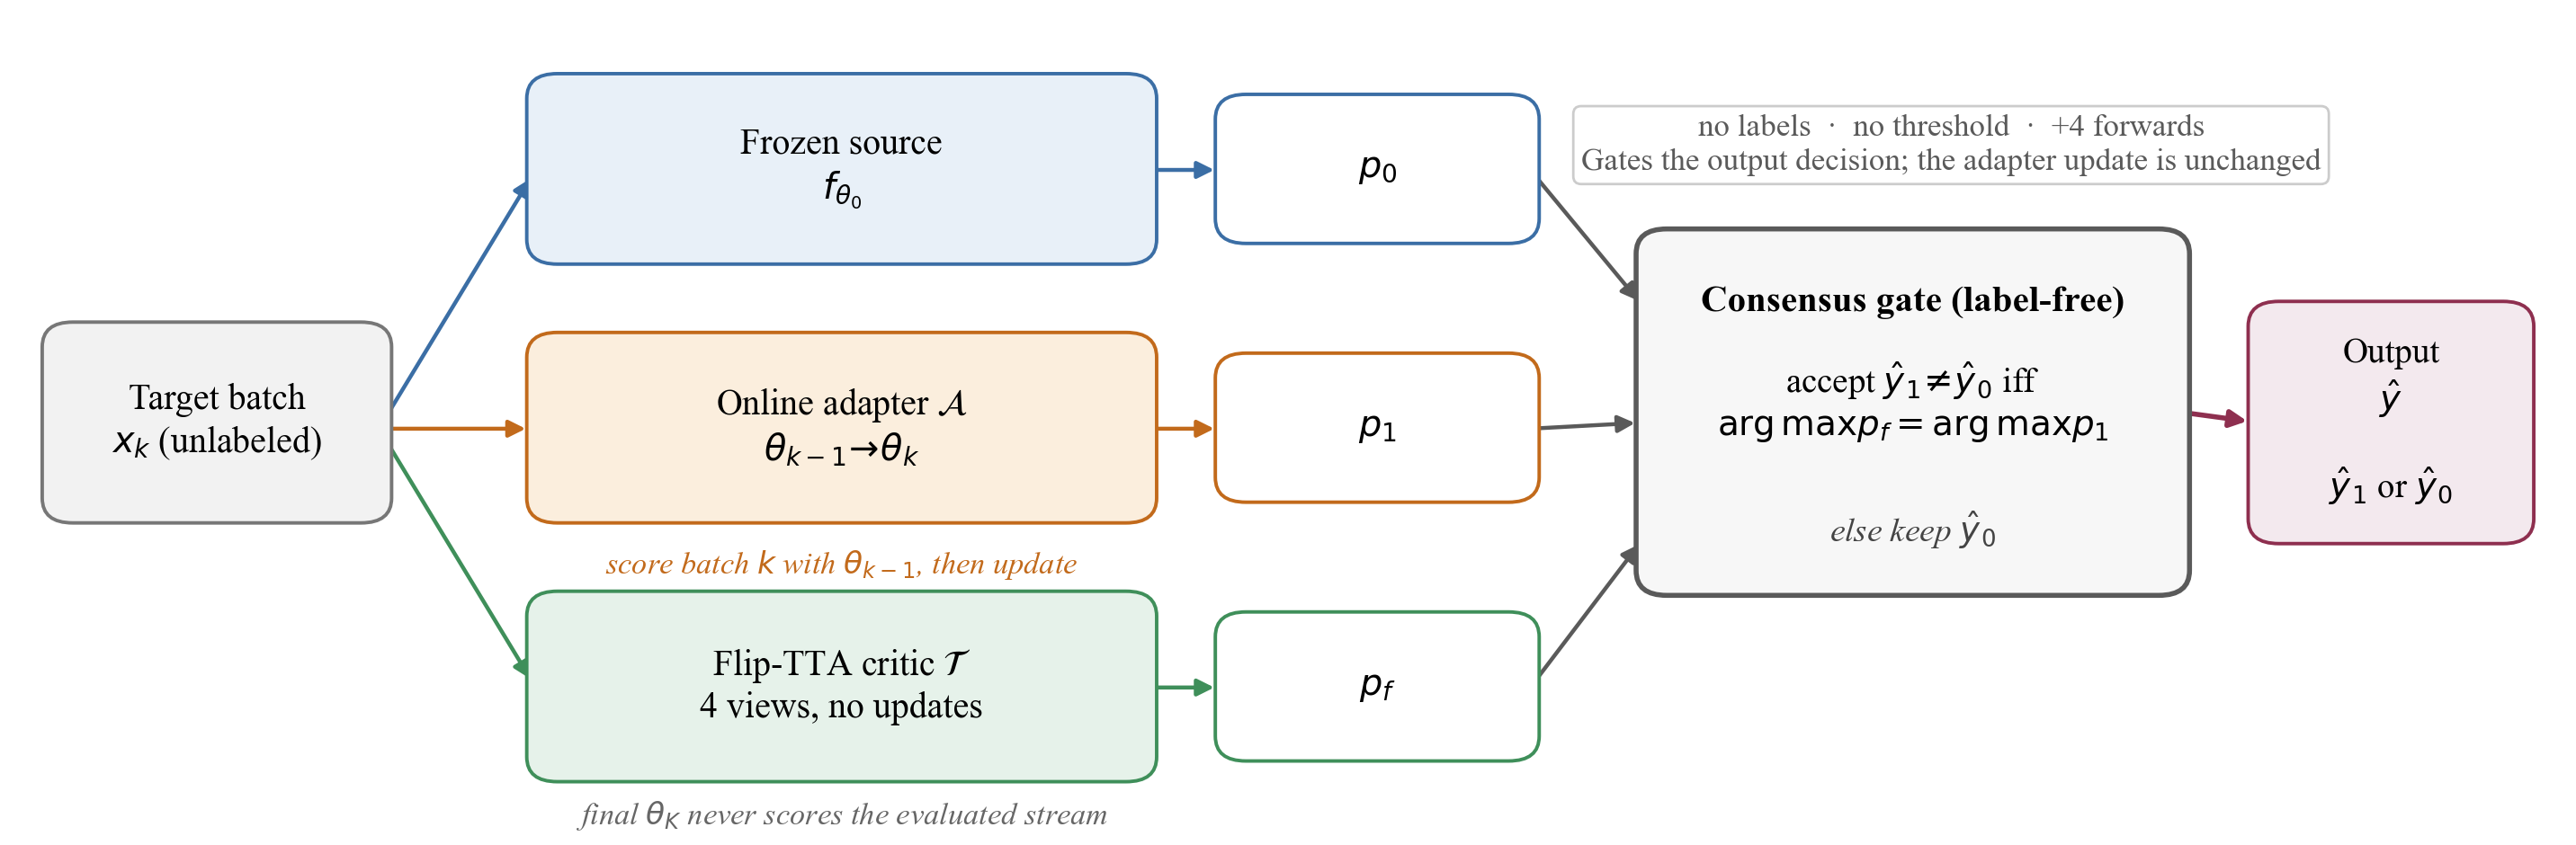 Target batch
x_k (unlabeled)
Frozen source
f_θ₀
p₀
Online adapter 𝒜
θ_{k−1}→θ_k
p₁
score batch k with θ_{k−1}, then update
Flip-TTA critic 𝒯
4 views, no updates
p_f
final θ_K never scores the evaluated stream
no labels · no threshold · +4 forwards
Gates the output decision; the adapter update is unchanged
Consensus gate (label-free)
accept ŷ₁≠ŷ₀ iff
arg max p_f = arg max p₁
else keep ŷ₀
Output
ŷ
ŷ₁ or ŷ₀